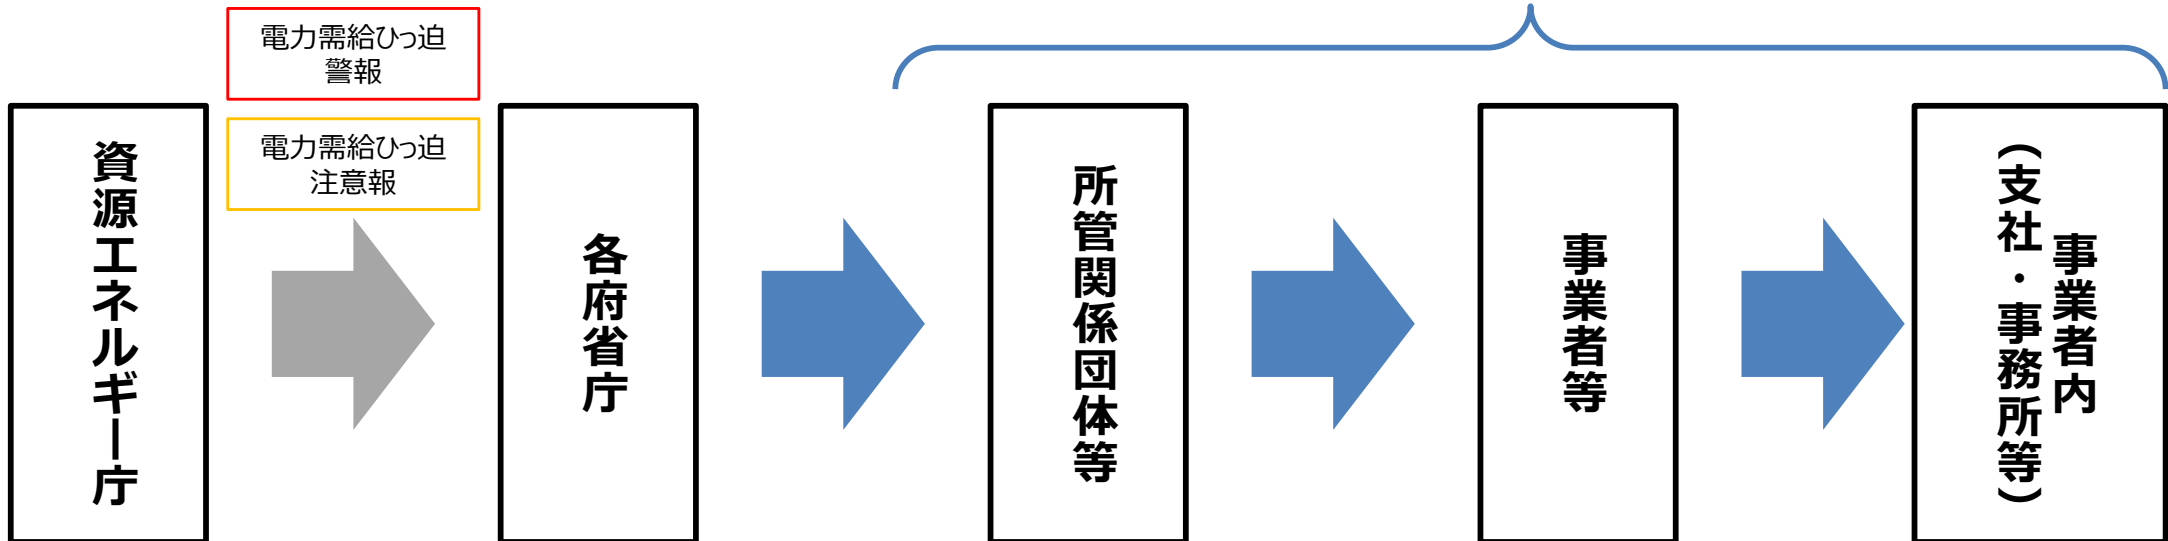 電力需給ひっ迫
警報
電力需給ひっ迫
注意報
資源エネルギー庁
各府省庁
所管関係団体等
事業者等
事業者内
（支社・事務所等）